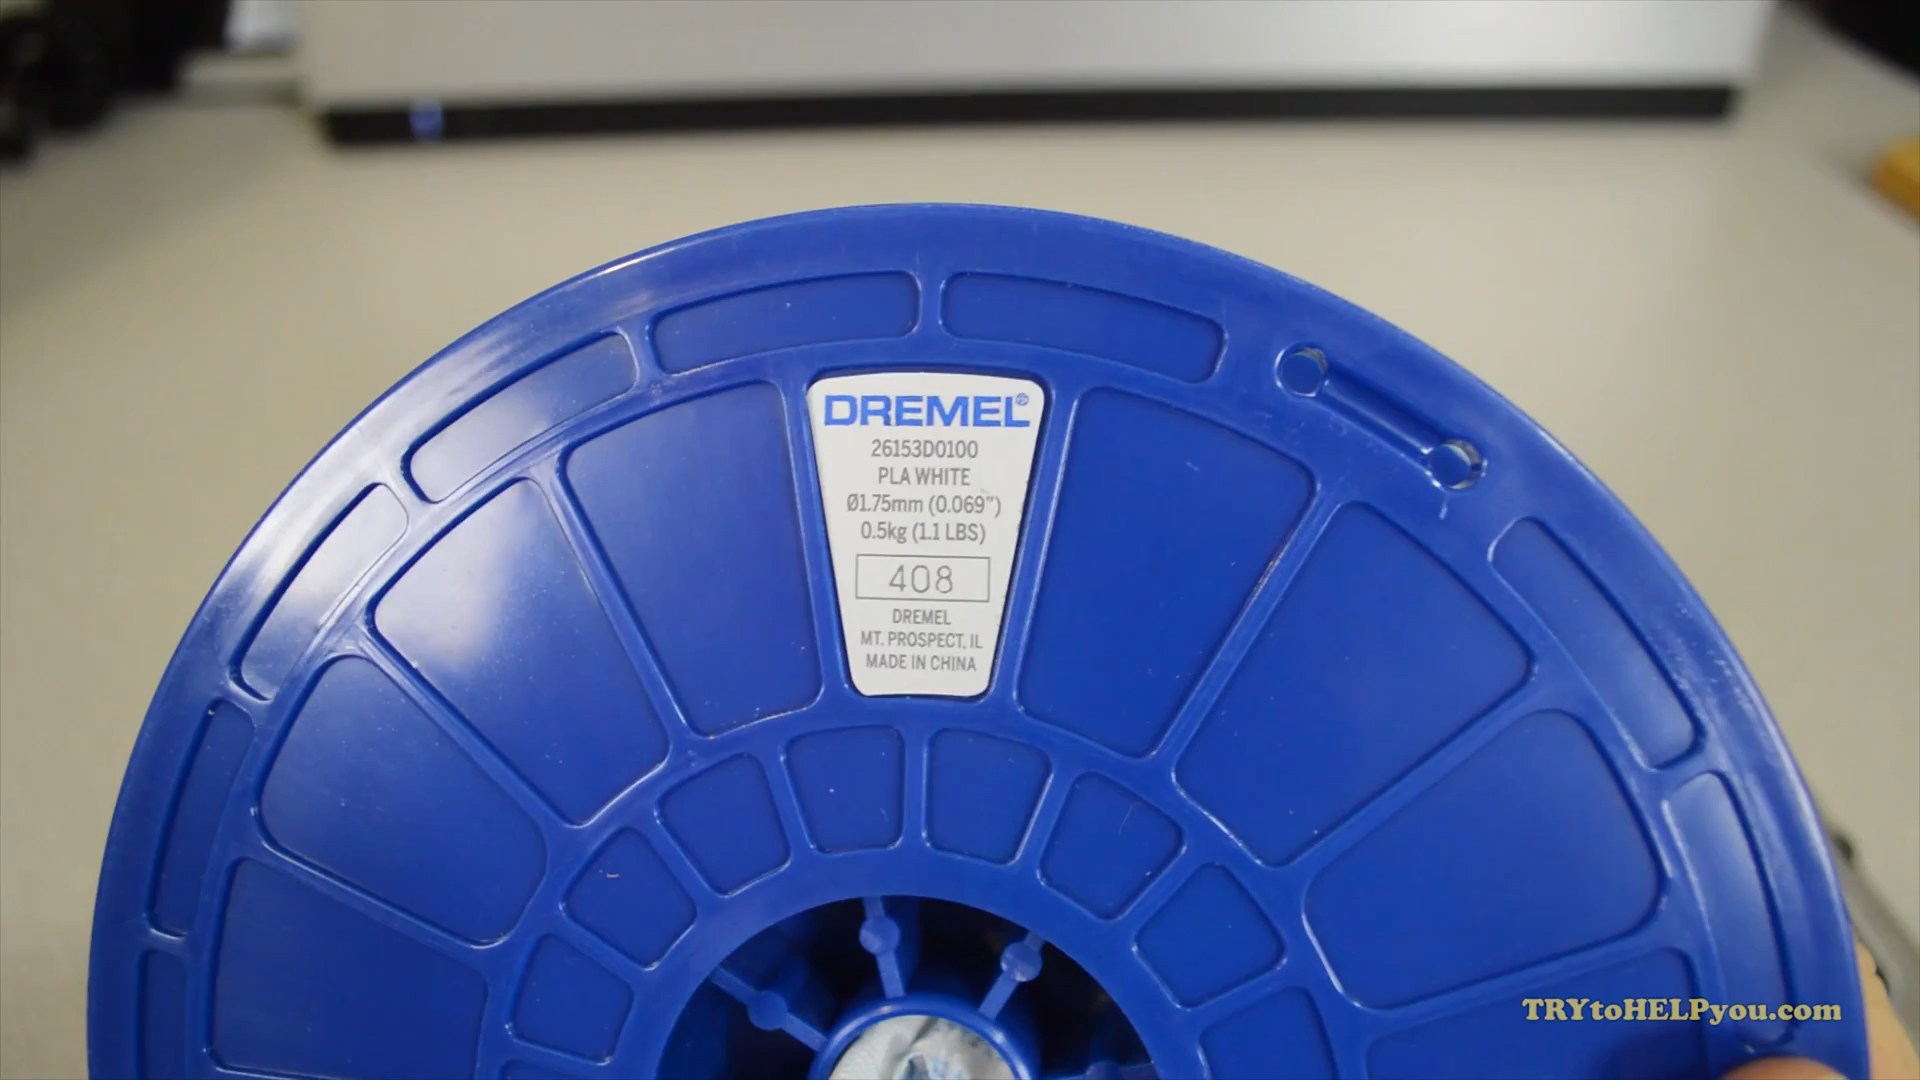 DREMEL®
26153D0100
PLA WHITE
Ø1.75mm (0.069”)
0.5kg (1.1 LBS)
408
DREMEL
MT. PROSPECT, IL
MADE IN CHINA
TRYtoHELPyou.com